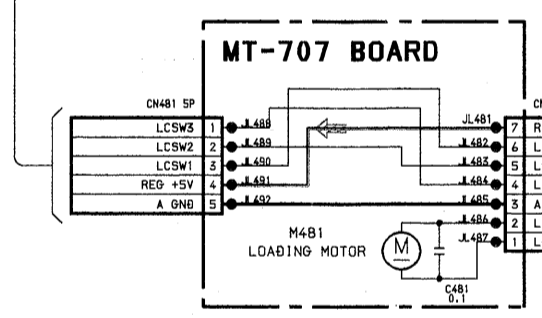 MT-707 BOARD
CN481 5P
LCSW3 1 JL488
LCSW2 2 JL489
LCSW1 3 JL490
REG +5V 4 JL491
A GND 5 JL492
JL481 7 R
JL482 6 L
JL483 5 L
JL484 4 L
JL485 3 A
JL486 2 L
JL487 1 L
M481
LOADING MOTOR
M
C481
0.1